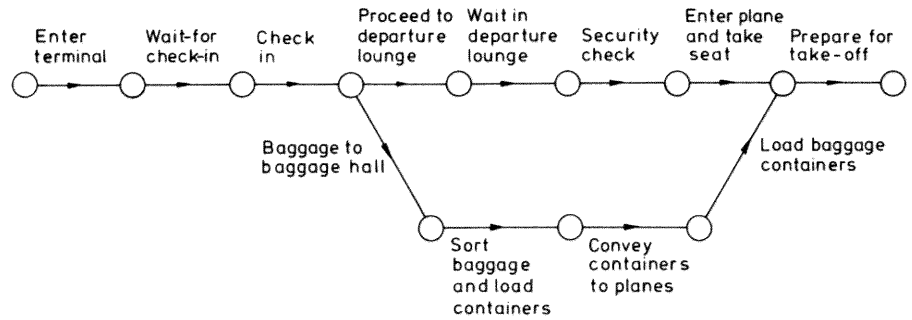 Enter
terminal
Wait-for
check-in
Check
in
Proceed to
departure
lounge
Wait in
departure
lounge
Security
check
Enter plane
and take
seat
Prepare for
take-off
Baggage to
baggage hall
Load baggage
containers
Sort
baggage
and load
containers
Convey
containers
to planes